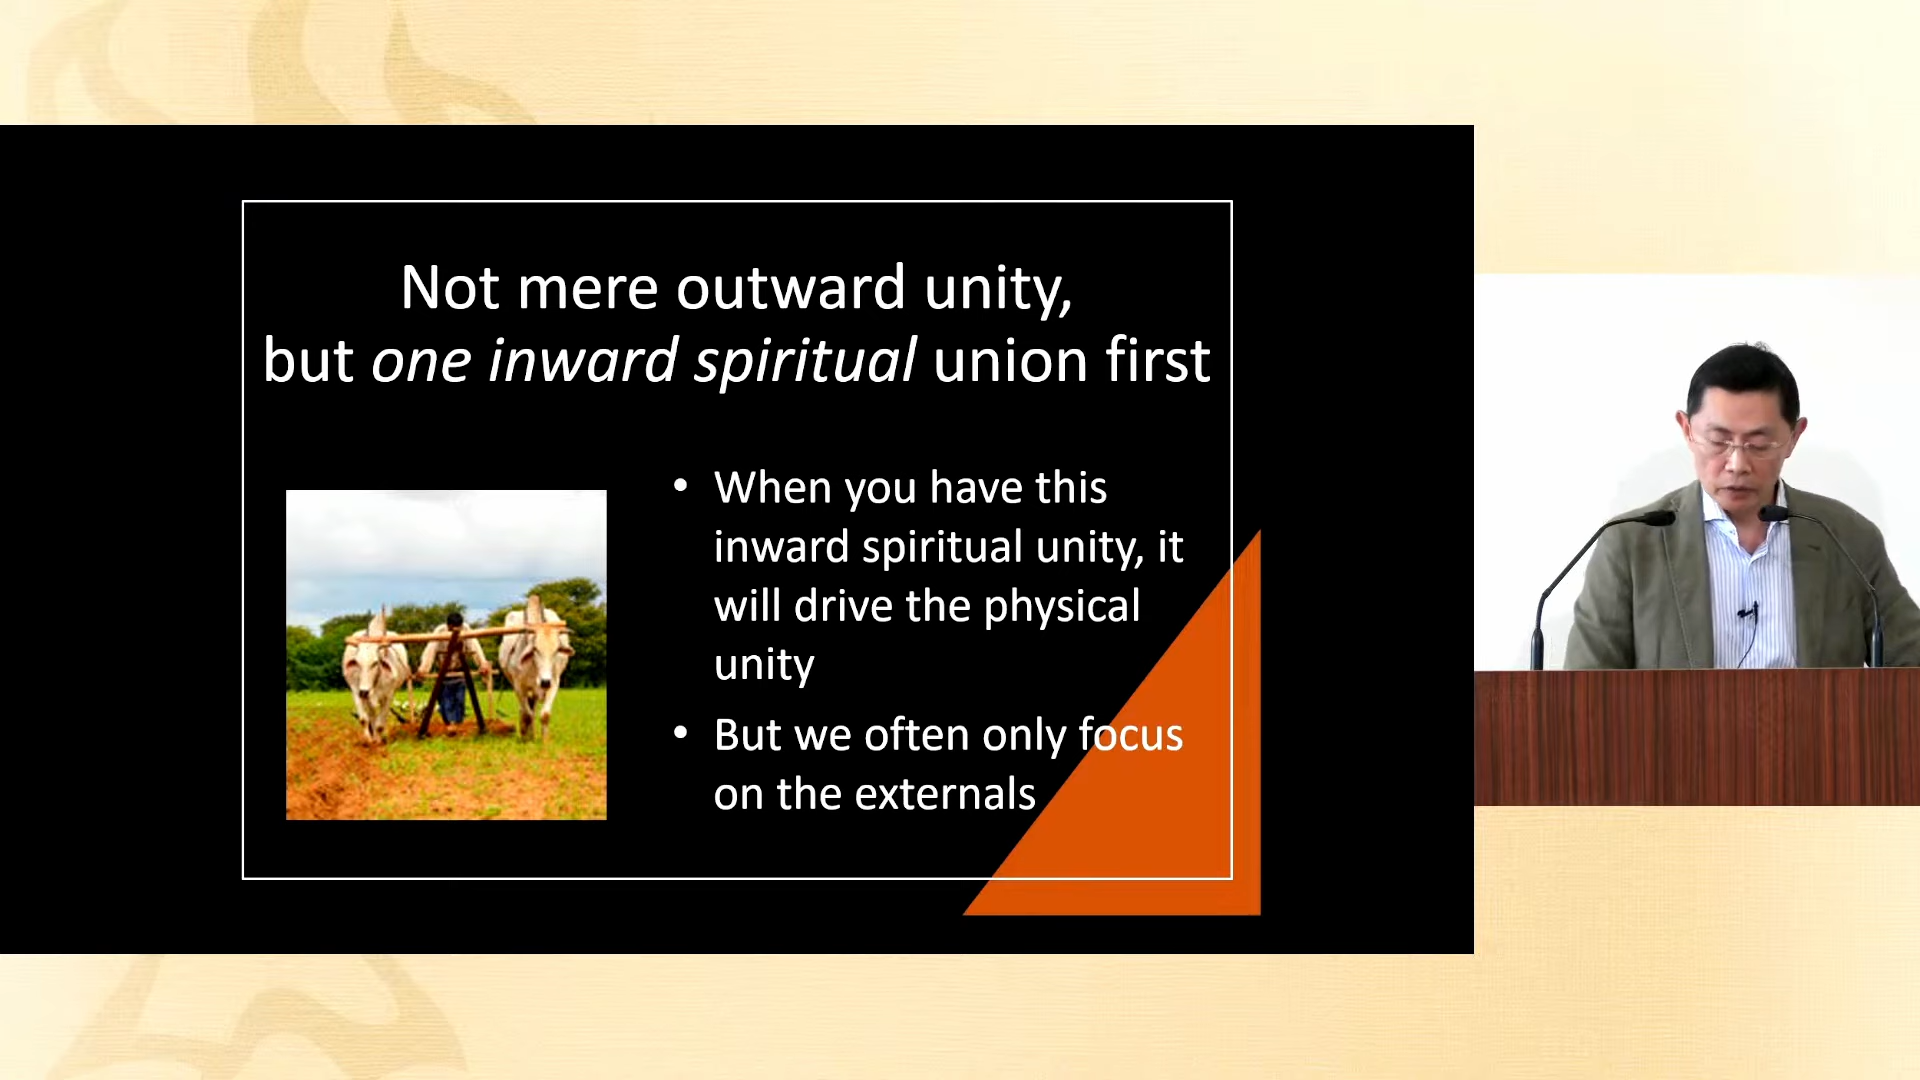 Not mere outward unity,
but one inward spiritual union first
• When you have this
inward spiritual unity, it
will drive the physical
unity
• But we often only focus
on the externals